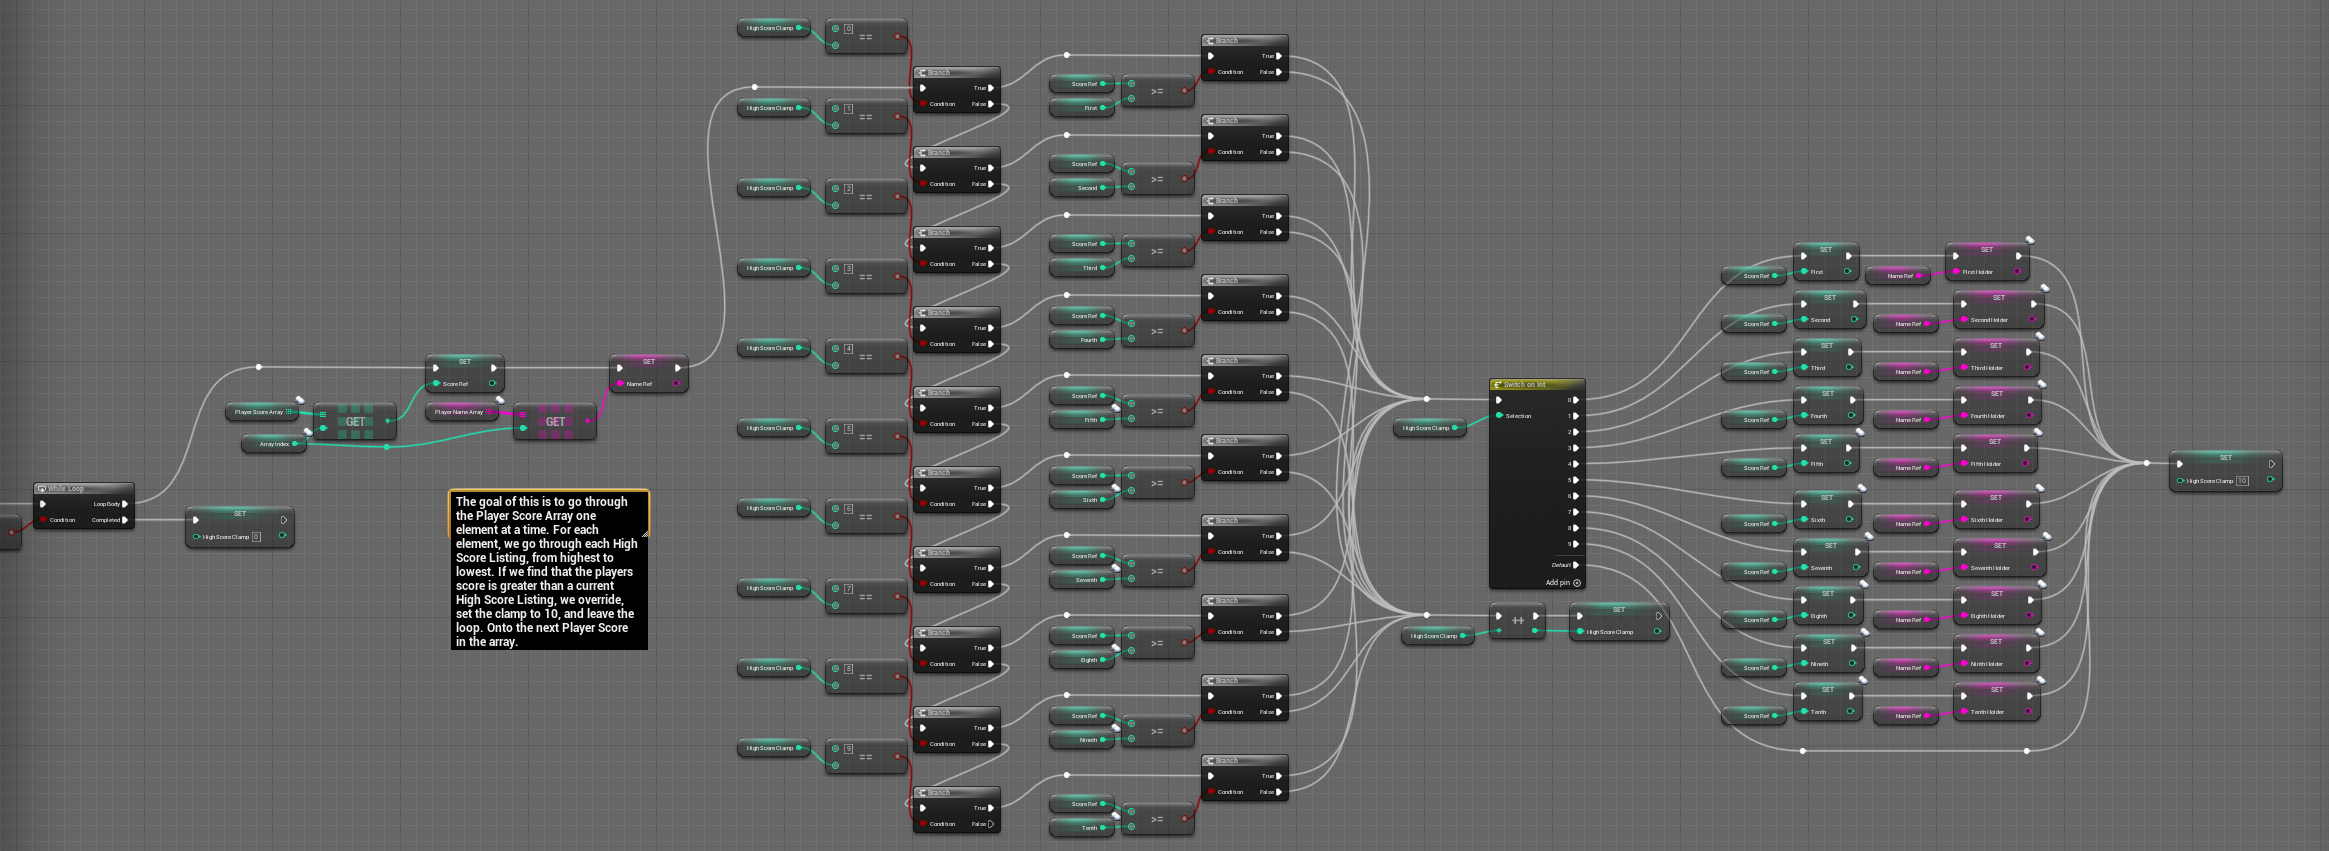 While Loop
Loop Body
Condition
Completed
SET
High Score Clamp 0
Player Score Array
GET
Array Index
SET
Score Ref
Player Name Array
GET
SET
Name Ref
The goal of this is to go through
the Player Score Array one
element at a time. For each
element, we go through each High
Score Listing, from highest to
lowest. If we find that the players
score is greater than a current
High Score Listing, we override,
set the clamp to 10, and leave the
loop. Onto the next Player Score
in the array.
High Score Clamp
0
==
High Score Clamp
1
==
High Score Clamp
2
==
High Score Clamp
3
==
High Score Clamp
4
==
High Score Clamp
5
==
High Score Clamp
6
==
High Score Clamp
7
==
High Score Clamp
8
==
High Score Clamp
9
==
Branch
True
Condition False
Branch
True
Condition False
Branch
True
Condition False
Branch
True
Condition False
Branch
True
Condition False
Branch
True
Condition False
Branch
True
Condition False
Branch
True
Condition False
Branch
True
Condition False
Branch
True
Condition False
Score Ref
First
>=
Score Ref
Second
>=
Score Ref
Third
>=
Score Ref
Fourth
>=
Score Ref
Fifth
>=
Score Ref
Sixth
>=
Score Ref
Seventh
>=
Score Ref
Eighth
>=
Score Ref
Nineth
>=
Score Ref
Tenth
>=
Branch
True
Condition False
Branch
True
Condition False
Branch
True
Condition False
Branch
True
Condition False
Branch
True
Condition False
Branch
True
Condition False
Branch
True
Condition False
Branch
True
Condition False
Branch
True
Condition False
Branch
True
Condition False
High Score Clamp
Switch on Int
Selection
0
1
2
3
4
5
6
7
8
9
Default
Add pin
High Score Clamp
++
SET
High Score Clamp
Score Ref
SET
First
Name Ref
SET
First Holder
Score Ref
SET
Second
Name Ref
SET
Second Holder
Score Ref
SET
Third
Name Ref
SET
Third Holder
Score Ref
SET
Fourth
Name Ref
SET
Fourth Holder
Score Ref
SET
Fifth
Name Ref
SET
Fifth Holder
Score Ref
SET
Sixth
Name Ref
SET
Sixth Holder
Score Ref
SET
Seventh
Name Ref
SET
Seventh Holder
Score Ref
SET
Eighth
Name Ref
SET
Eighth Holder
Score Ref
SET
Nineth
Name Ref
SET
Ninth Holder
Score Ref
SET
Tenth
Name Ref
SET
Tenth Holder
SET
High Score Clamp 10